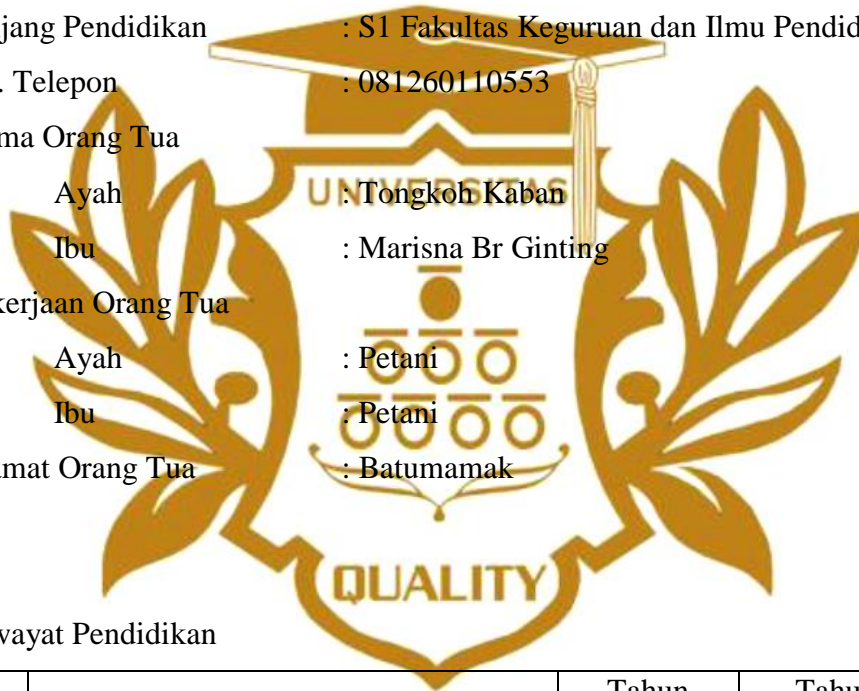 jang Pendidikan : S1 Fakultas Keguruan dan Ilmu Pendid
. Telepon : 081260110553
ma Orang Tua
Ayah : Tongkoh Kaban
UNIVERSITAS
Ibu : Marisna Br Ginting
kerjaan Orang Tua
Ayah : Petani
Ibu : Petani
mat Orang Tua : Batumamak
QUALITY
wayat Pendidikan
Tahun Tahu